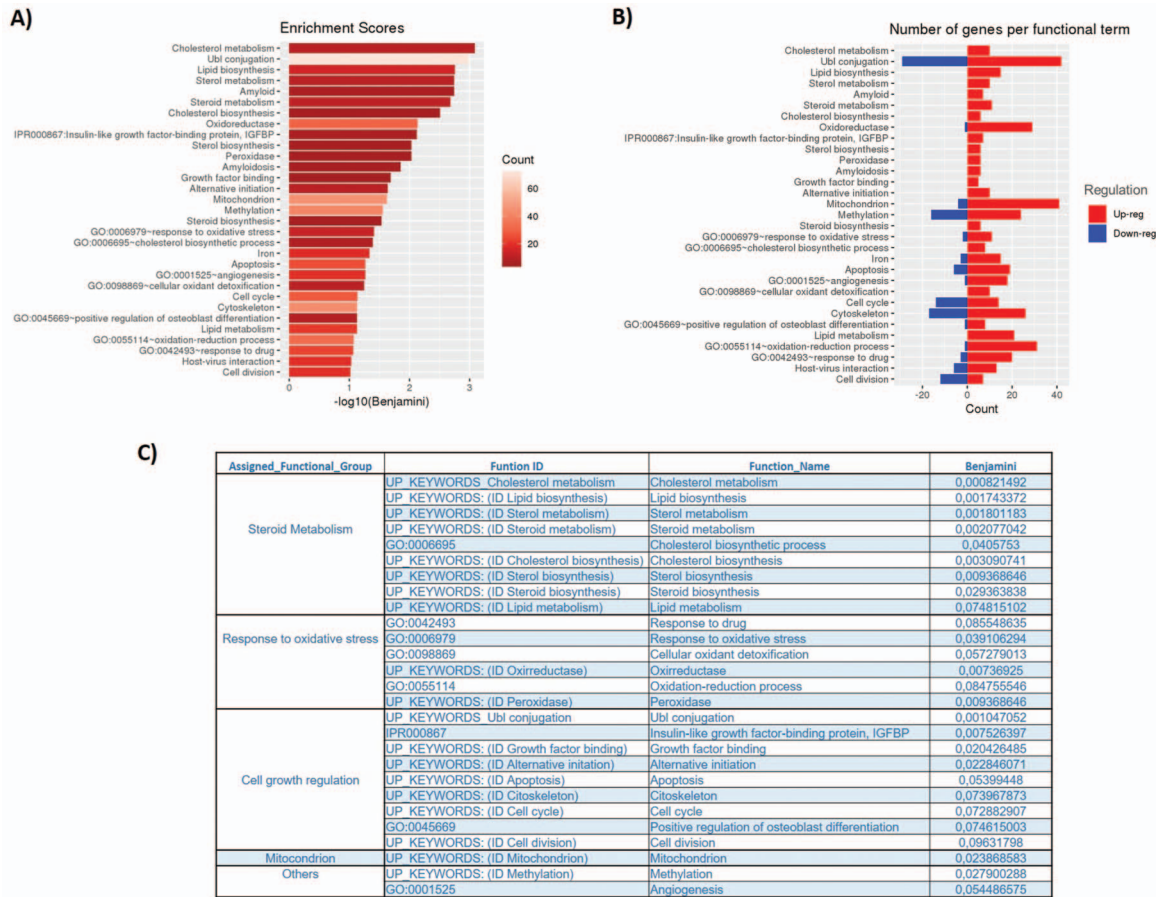 A)
Enrichment Scores
Cholesterol metabolism
Ubl conjugation
Lipid biosynthesis
Sterol metabolism
Amyloid
Steroid metabolism
Cholesterol biosynthesis
Oxidoreductase
IPR000867:Insulin-like growth factor-binding protein, IGFBP
Sterol biosynthesis
Peroxidase
Amyloidosis
Growth factor binding
Alternative initiation
Mitochondrion
Methylation
Steroid biosynthesis
GO:0006979~response to oxidative stress
GO:0006695~cholesterol biosynthetic process
Iron
Apoptosis
GO:0001525~angiogenesis
GO:0098869~cellular oxidant detoxification
Cell cycle
Cytoskeleton
GO:0045669~positive regulation of osteoblast differentiation
Lipid metabolism
GO:0055114~oxidation-reduction process
GO:0042493~response to drug
Host-virus interaction
Cell division
0 1 2 3
-log10(Benjamini)
Count
60
40
20
B)
Number of genes per functional term
Cholesterol metabolism
Ubl conjugation
Lipid biosynthesis
Sterol metabolism
Amyloid
Steroid metabolism
Cholesterol biosynthesis
Oxidoreductase
IPR000867:Insulin-like growth factor-binding protein, IGFBP
Sterol biosynthesis
Peroxidase
Amyloidosis
Growth factor binding
Alternative initiation
Mitochondrion
Methylation
Steroid biosynthesis
GO:0006979~response to oxidative stress
GO:0006695~cholesterol biosynthetic process
Iron
Apoptosis
GO:0001525~angiogenesis
GO:0098869~cellular oxidant detoxification
Cell cycle
Cytoskeleton
GO:0045669~positive regulation of osteoblast differentiation
Lipid metabolism
GO:0055114~oxidation-reduction process
GO:0042493~response to drug
Host-virus interaction
Cell division
-20 0 20 40
Count
Regulation
Up-reg
Down-reg
C)
Assigned_Functional_Group Funtion ID Function_Name Benjamini
Steroid Metabolism
UP_KEYWORDS Cholesterol metabolism Cholesterol metabolism 0,000821492
UP_KEYWORDS: (ID Lipid biosynthesis) Lipid biosynthesis 0,001743372
UP_KEYWORDS: (ID Sterol metabolism) Sterol metabolism 0,001801183
UP_KEYWORDS: (ID Steroid metabolism) Steroid metabolism 0,002077042
GO:0006695 Cholesterol biosynthetic process 0,0405753
UP_KEYWORDS: (ID Cholesterol biosynthesis) Cholesterol biosynthesis 0,003090741
UP_KEYWORDS: (ID Sterol biosynthesis) Sterol biosynthesis 0,009368646
UP_KEYWORDS: (ID Steroid biosynthesis) Steroid biosynthesis 0,029363838
UP_KEYWORDS: (ID Lipid metabolism) Lipid metabolism 0,074815102
Response to oxidative stress
GO:0042493 Response to drug 0,085548635
GO:0006979 Response to oxidative stress 0,039106294
GO:0098869 Cellular oxidant detoxification 0,057279013
UP_KEYWORDS: (ID Oxirreductase) Oxirreductase 0,00736925
GO:0055114 Oxidation-reduction process 0,084755546
UP_KEYWORDS: (ID Peroxidase) Peroxidase 0,009368646
Cell growth regulation
UP_KEYWORDS Ubl conjugation Ubl conjugation 0,001047052
IPR000867 Insulin-like growth factor-binding protein, IGFBP 0,007526397
UP_KEYWORDS: (ID Growth factor binding) Growth factor binding 0,020426485
UP_KEYWORDS: (ID Alternative initation) Alternative initiation 0,022846071
UP_KEYWORDS: (ID Apoptosis) Apoptosis 0,05399448
UP_KEYWORDS: (ID Citoskeleton) Citoskeleton 0,073967873
UP_KEYWORDS: (ID Cell cycle) Cell cycle 0,072882907
GO:0045669 Positive regulation of osteoblast differentiation 0,074615003
UP_KEYWORDS: (ID Cell division) Cell division 0,09631798
Mitocondrion UP_KEYWORDS: (ID Mitochondrion) Mitochondrion 0,023868583
Others UP_KEYWORDS: (ID Methylation) Methylation 0,027900288
GO:0001525 Angiogenesis 0,054486575